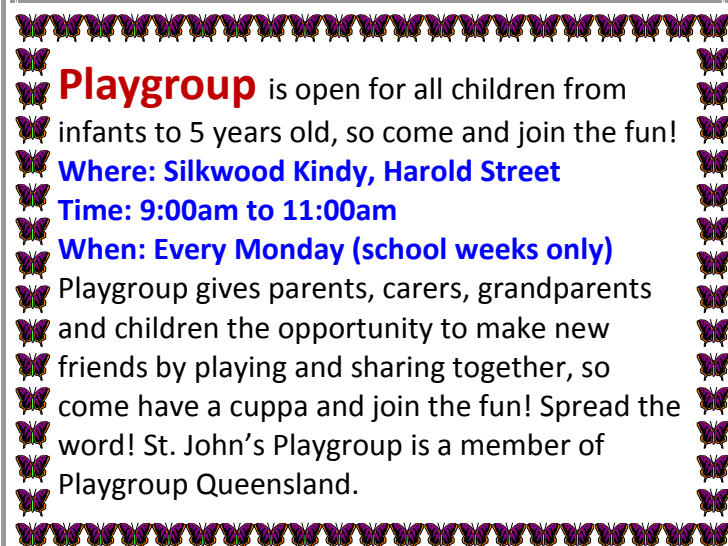 Playgroup is open for all children from
infants to 5 years old, so come and join the fun!
Where: Silkwood Kindy, Harold Street
Time: 9:00am to 11:00am
When: Every Monday (school weeks only)
Playgroup gives parents, carers, grandparents
and children the opportunity to make new
friends by playing and sharing together, so
come have a cuppa and join the fun! Spread the
word! St. John’s Playgroup is a member of
Playgroup Queensland.